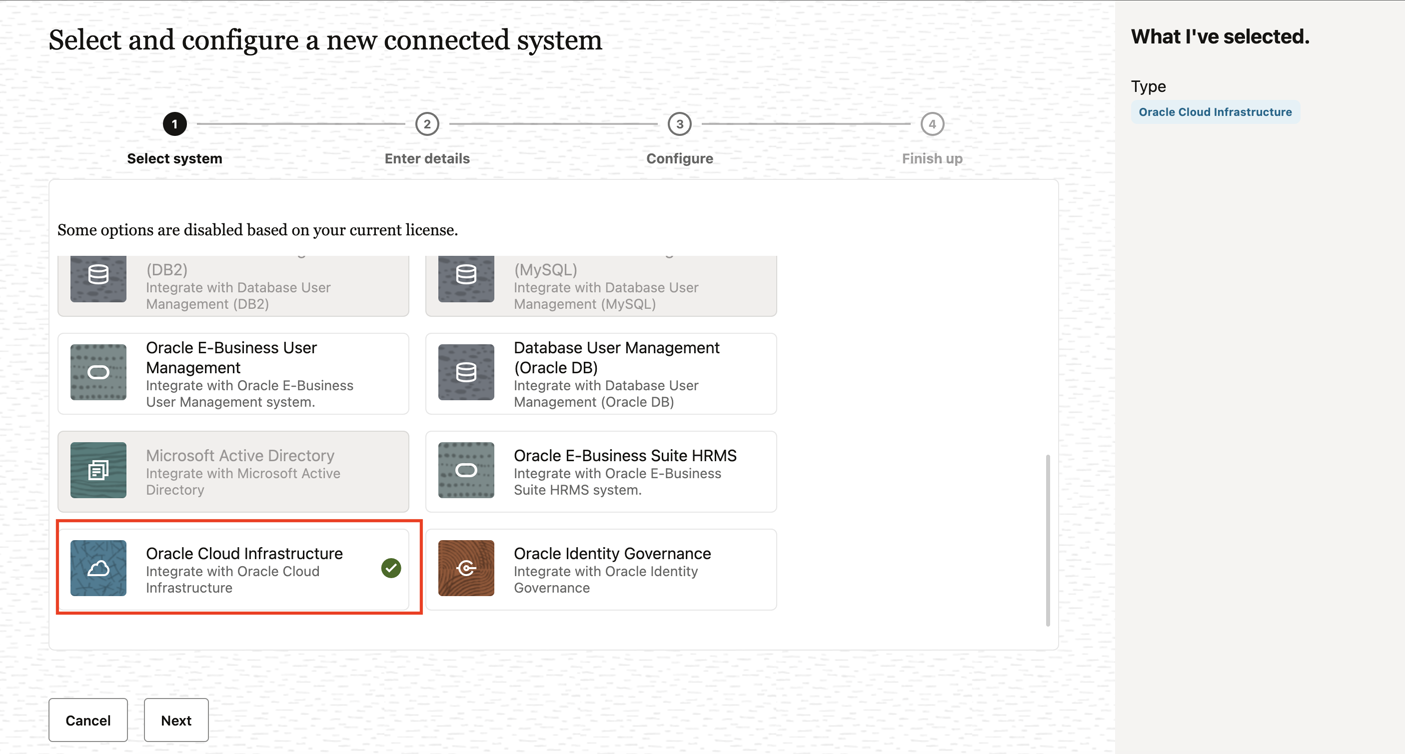 Select and configure a new connected system
1
2
3
4
Select system
Enter details
Configure
Finish up
Some options are disabled based on your current license.
(DB2)
Integrate with Database User
Management (DB2)
(MySQL)
Integrate with Database User
Management (MySQL)
Oracle E-Business User
Management
Integrate with Oracle E-Business
User Management system.
Database User Management
(Oracle DB)
Integrate with Database User
Management (Oracle DB)
Microsoft Active Directory
Integrate with Microsoft Active
Directory
Oracle E-Business Suite HRMS
Integrate with Oracle E-Business
Suite HRMS system.
Oracle Cloud Infrastructure
Integrate with Oracle Cloud
Infrastructure
Oracle Identity Governance
Integrate with Oracle Identity
Governance
Cancel
Next
What I've selected.
Type
Oracle Cloud Infrastructure